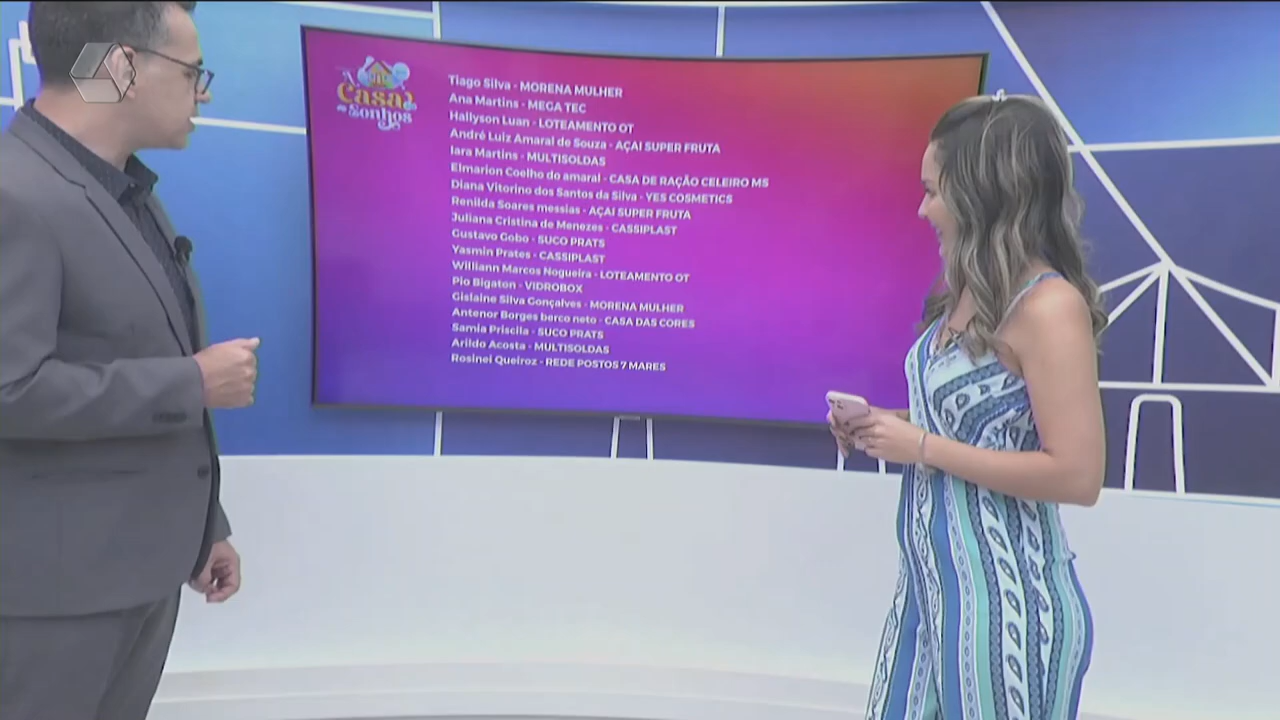 A
Casa
dos
Sonhos
Tiago Silva - MORENA MULHER
Ana Martins - MEGA TEC
Hallyson Luan - LOTEAMENTO OT
André Luiz Amaral de Souza - AÇAI SUPER FRUTA
Iara Martins - MULTISOLDAS
Elmarion Coelho do amaral - CASA DE RAÇÃO CELEIRO MS
Diana Vitorino dos Santos da Silva - YES COSMETICS
Renilda Soares messias - AÇAI SUPER FRUTA
Juliana Cristina de Menezes - CASSIPLAST
Gustavo Gobo - SUCO PRATS
Yasmin Prates - CASSIPLAST
Williann Marcos Nogueira - LOTEAMENTO OT
Pio Bigaton - VIDROBOX
Gislaine Silva Gonçalves - MORENA MULHER
Antenor Borges berco neto - CASA DAS CORES
Samia Priscila - SUCO PRATS
Arildo Acosta - MULTISOLDAS
Rosinei Queiroz - REDE POSTOS 7 MARES